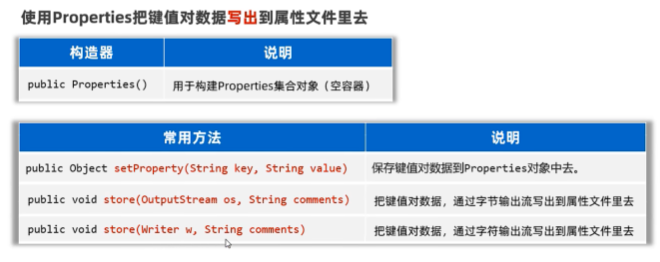 使用Properties把键值对数据写出到属性文件里去
构造器 说明
public Properties() 用于构建Properties集合对象（空容器）
常用方法 说明
public Object setProperty(String key, String value) 保存键值对数据到Properties对象中去。
public void store(OutputStream os, String comments) 把键值对数据，通过字节输出流写出到属性文件里去
public void store(Writer w, String comments) 把键值对数据，通过字符输出流写出到属性文件里去